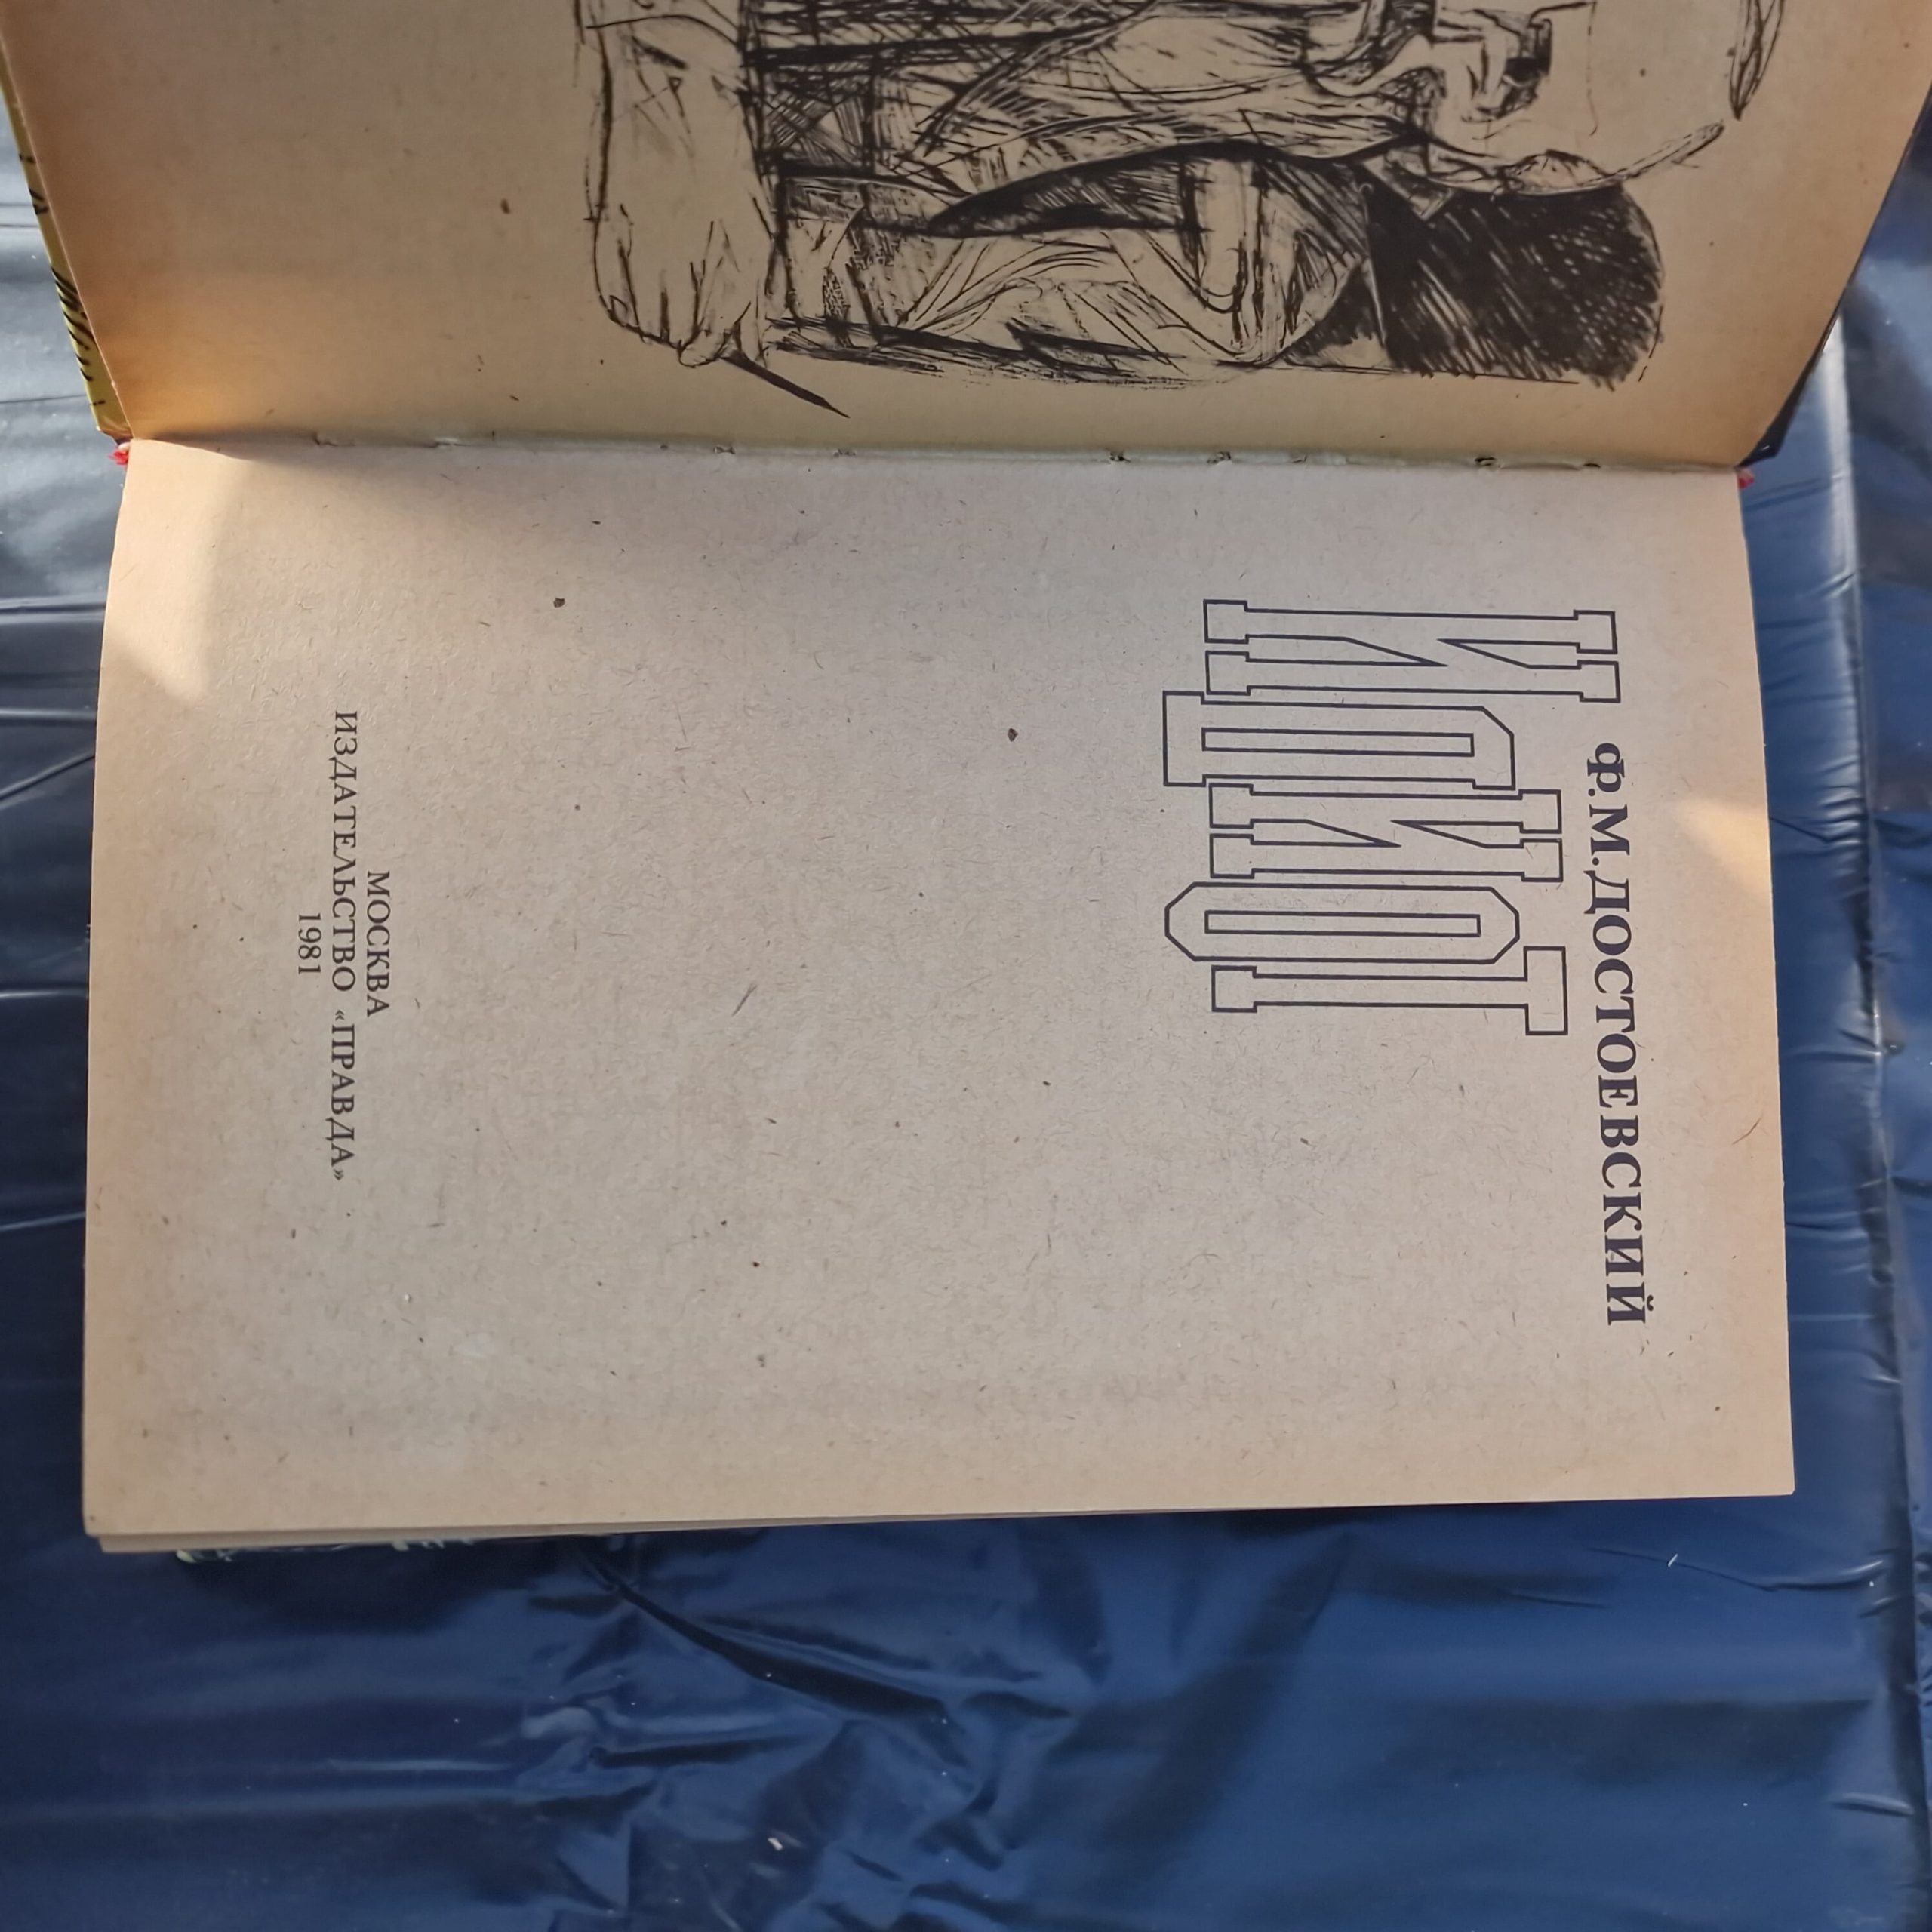 Ф.М.ДОСТОЕВСКИЙ
ИДИОТ
МОСКВА
ИЗДАТЕЛЬСТВО «ПРАВДА»
1981